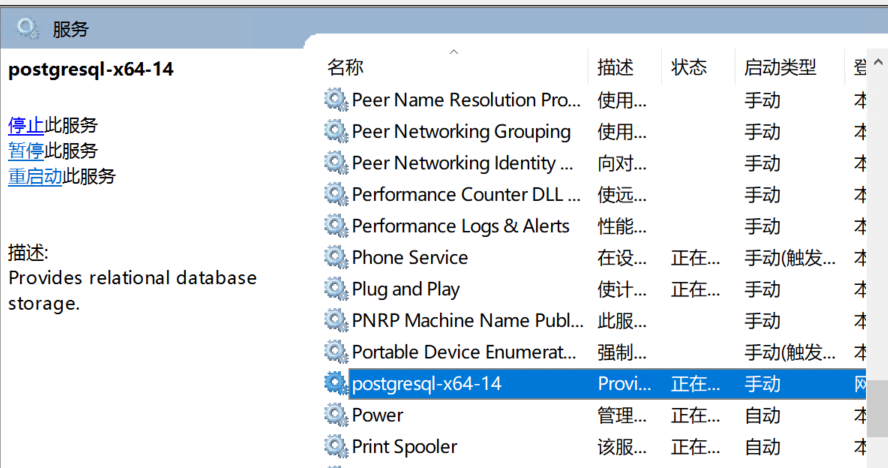 服务
postgresql-x64-14
停止此服务
暂停此服务
重启动此服务
描述:
Provides relational database
storage.
名称 描述 状态 启动类型 登
Peer Name Resolution Pro... 使用... 手动 本
Peer Networking Grouping 使用... 手动 本
Peer Networking Identity ... 向对... 手动 本
Performance Counter DLL ... 使远... 手动 本
Performance Logs & Alerts 性能... 手动 本
Phone Service 在设... 正在... 手动(触发... 本
Plug and Play 使计... 正在... 手动 本
PNRP Machine Name Publ... 此服... 手动 本
Portable Device Enumerat... 强制... 手动(触发... 本
postgresql-x64-14 Provi... 正在... 手动 网
Power 管理... 正在... 自动 本
Print Spooler 该服... 正在... 自动 本